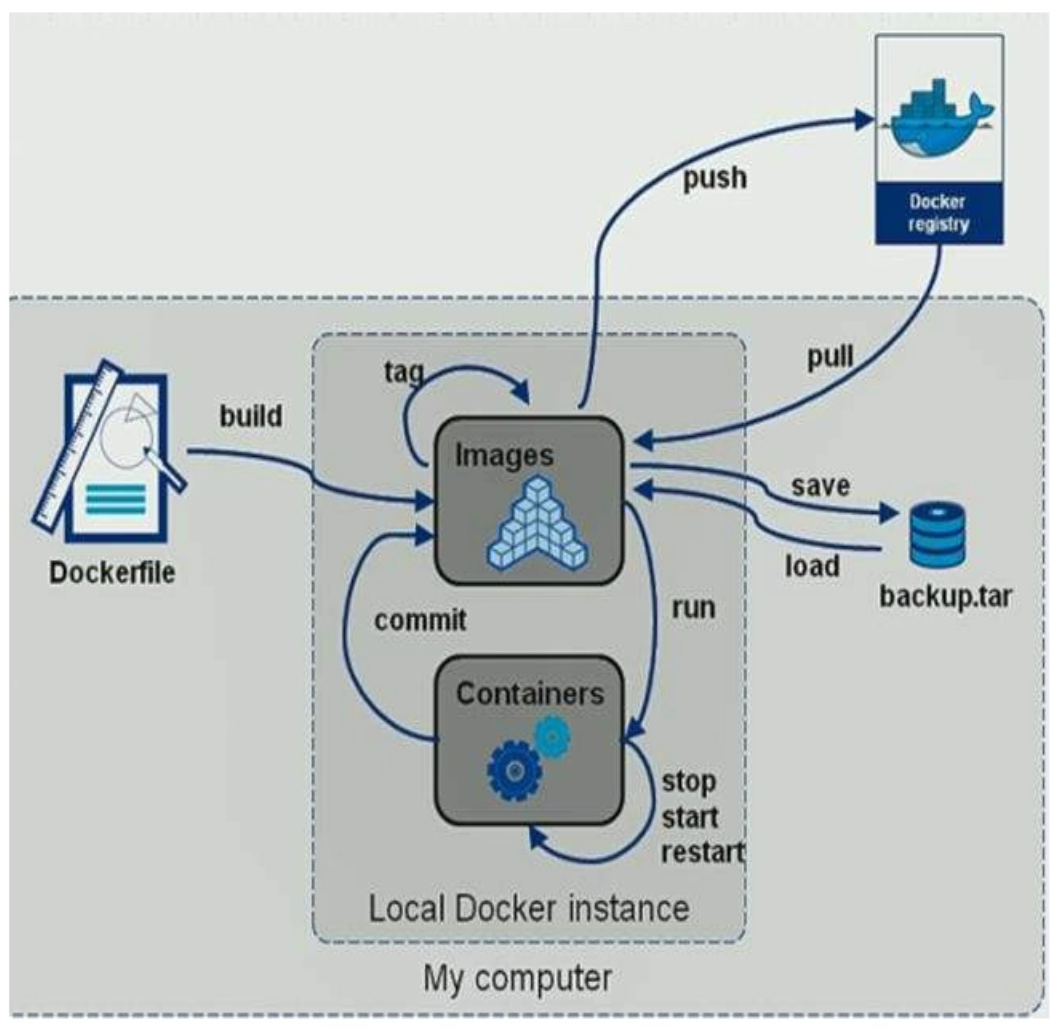 Docker
registry
push
pull
tag
build
Images
save
load
Dockerfile
backup.tar
commit
run
Containers
stop
start
restart
Local Docker instance
My computer